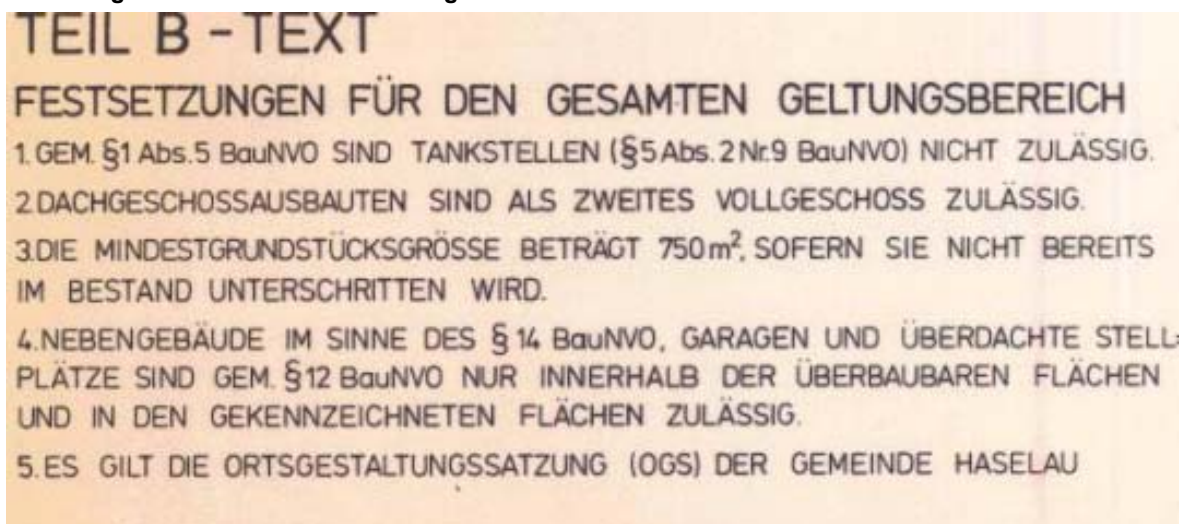 TEIL B - TEXT
FESTSETZUNGEN FÜR DEN GESAMTEN GELTUNGSBEREICH
1. GEM. §1 Abs. 5 BauNVO SIND TANKSTELLEN (§5 Abs. 2 Nr. 9 BauNVO) NICHT ZULÄSSIG.
2. DACHGESCHOSSAUSBAUTEN SIND ALS ZWEITES VOLLGESCHOSS ZULÄSSIG.
3. DIE MINDESTGRUNDSTÜCKSGRÖSSE BETRÄGT 750 m², SOFERN SIE NICHT BEREITS
IM BESTAND UNTERSCHRITTEN WIRD.
4. NEBENGEBÄUDE IM SINNE DES § 14 BauNVO, GARAGEN UND ÜBERDACHTE STELL=
PLÄTZE SIND GEM. §12 BauNVO NUR INNERHALB DER ÜBERBAUBAREN FLÄCHEN
UND IN DEN GEKENNZEICHNETEN FLÄCHEN ZULÄSSIG.
5. ES GILT DIE ORTSGESTALTUNGSSATZUNG (OGS) DER GEMEINDE HASELAU